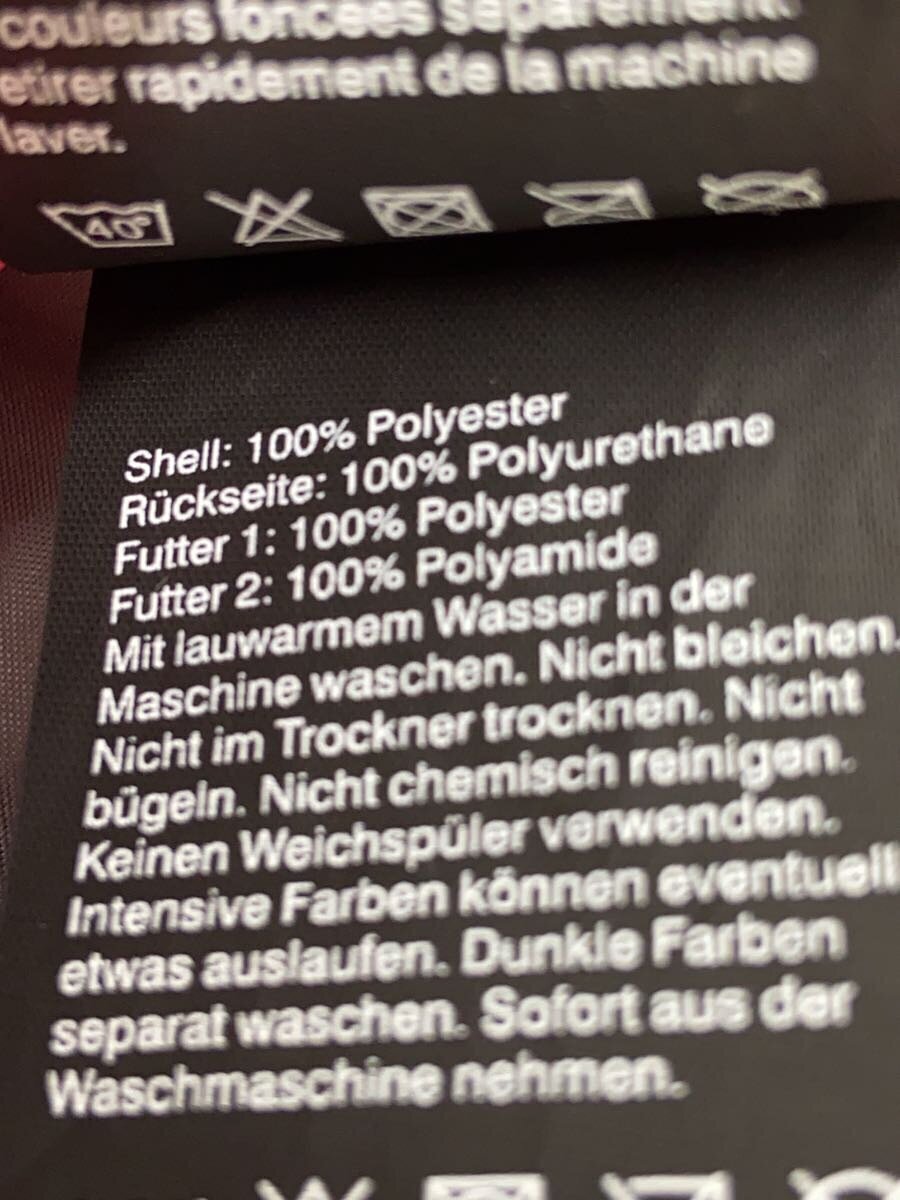 couleurs foncées séparément.
etirer rapidement de la machine
laver.
40°
Shell: 100% Polyester
Rückseite: 100% Polyurethane
Futter 1: 100% Polyester
Futter 2: 100% Polyamide
Mit lauwarmem Wasser in der
Maschine waschen. Nicht bleichen.
Nicht im Trockner trocknen. Nicht
bügeln. Nicht chemisch reinigen.
Keinen Weichspüler verwenden.
Intensive Farben können eventuell
etwas auslaufen. Dunkle Farben
separat waschen. Sofort aus der
Waschmaschine nehmen.